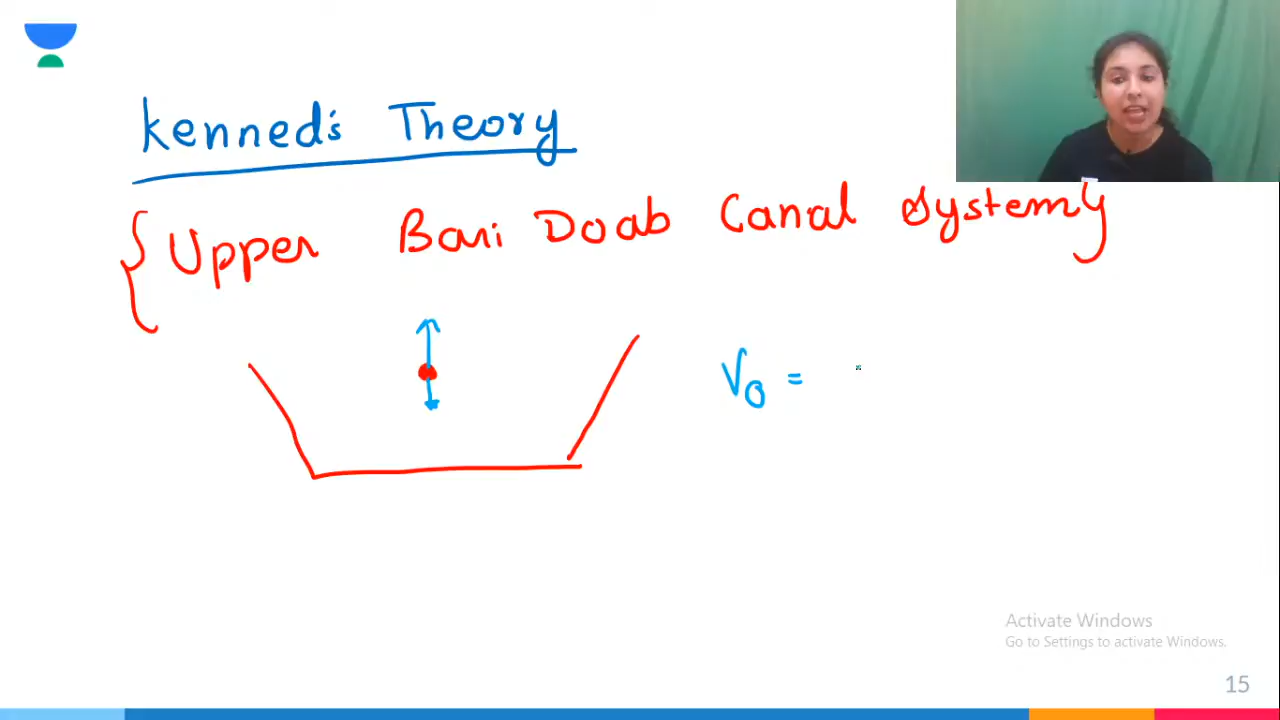 Kenned's Theory
{Upper Bari Doab Canal System}
V₀ =
Activate Windows
Go to Settings to activate Windows.
15